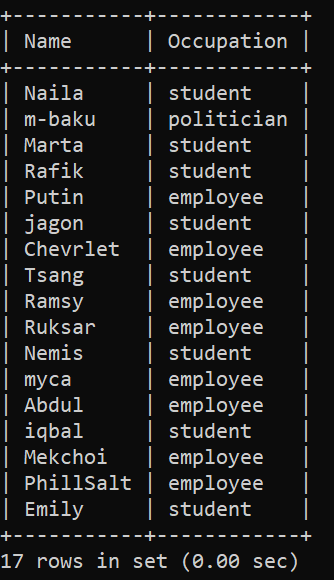 +-----------+------------+
| Name      | Occupation |
+-----------+------------+
| Naila     | student    |
| m-baku    | politician |
| Marta     | student    |
| Rafik     | student    |
| Putin     | employee   |
| jagon     | student    |
| Chevrlet  | employee   |
| Tsang     | student    |
| Ramsy     | employee   |
| Ruksar    | employee   |
| Nemis     | student    |
| myca      | employee   |
| Abdul     | employee   |
| iqbal     | student    |
| Mekchoi   | employee   |
| PhillSalt | employee   |
| Emily     | student    |
+-----------+------------+
17 rows in set (0.00 sec)